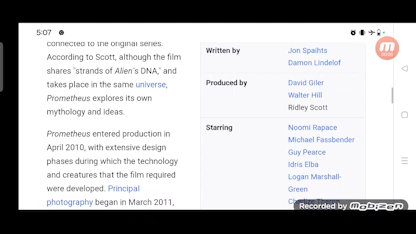 5:07
connected to the original series.
According to Scott, although the film
shares "strands of Alien's DNA," and
takes place in the same universe,
Prometheus explores its own
mythology and ideas.
Prometheus entered production in
April 2010, with extensive design
phases during which the technology
and creatures that the film required
were developed. Principal
photography began in March 2011,
Written by
Jon Spaihts
Damon Lindelof
Produced by
David Giler
Walter Hill
Ridley Scott
Starring
Noomi Rapace
Michael Fassbender
Guy Pearce
Idris Elba
Logan Marshall-
Green
Charlize Theron
Recorded by mobizen